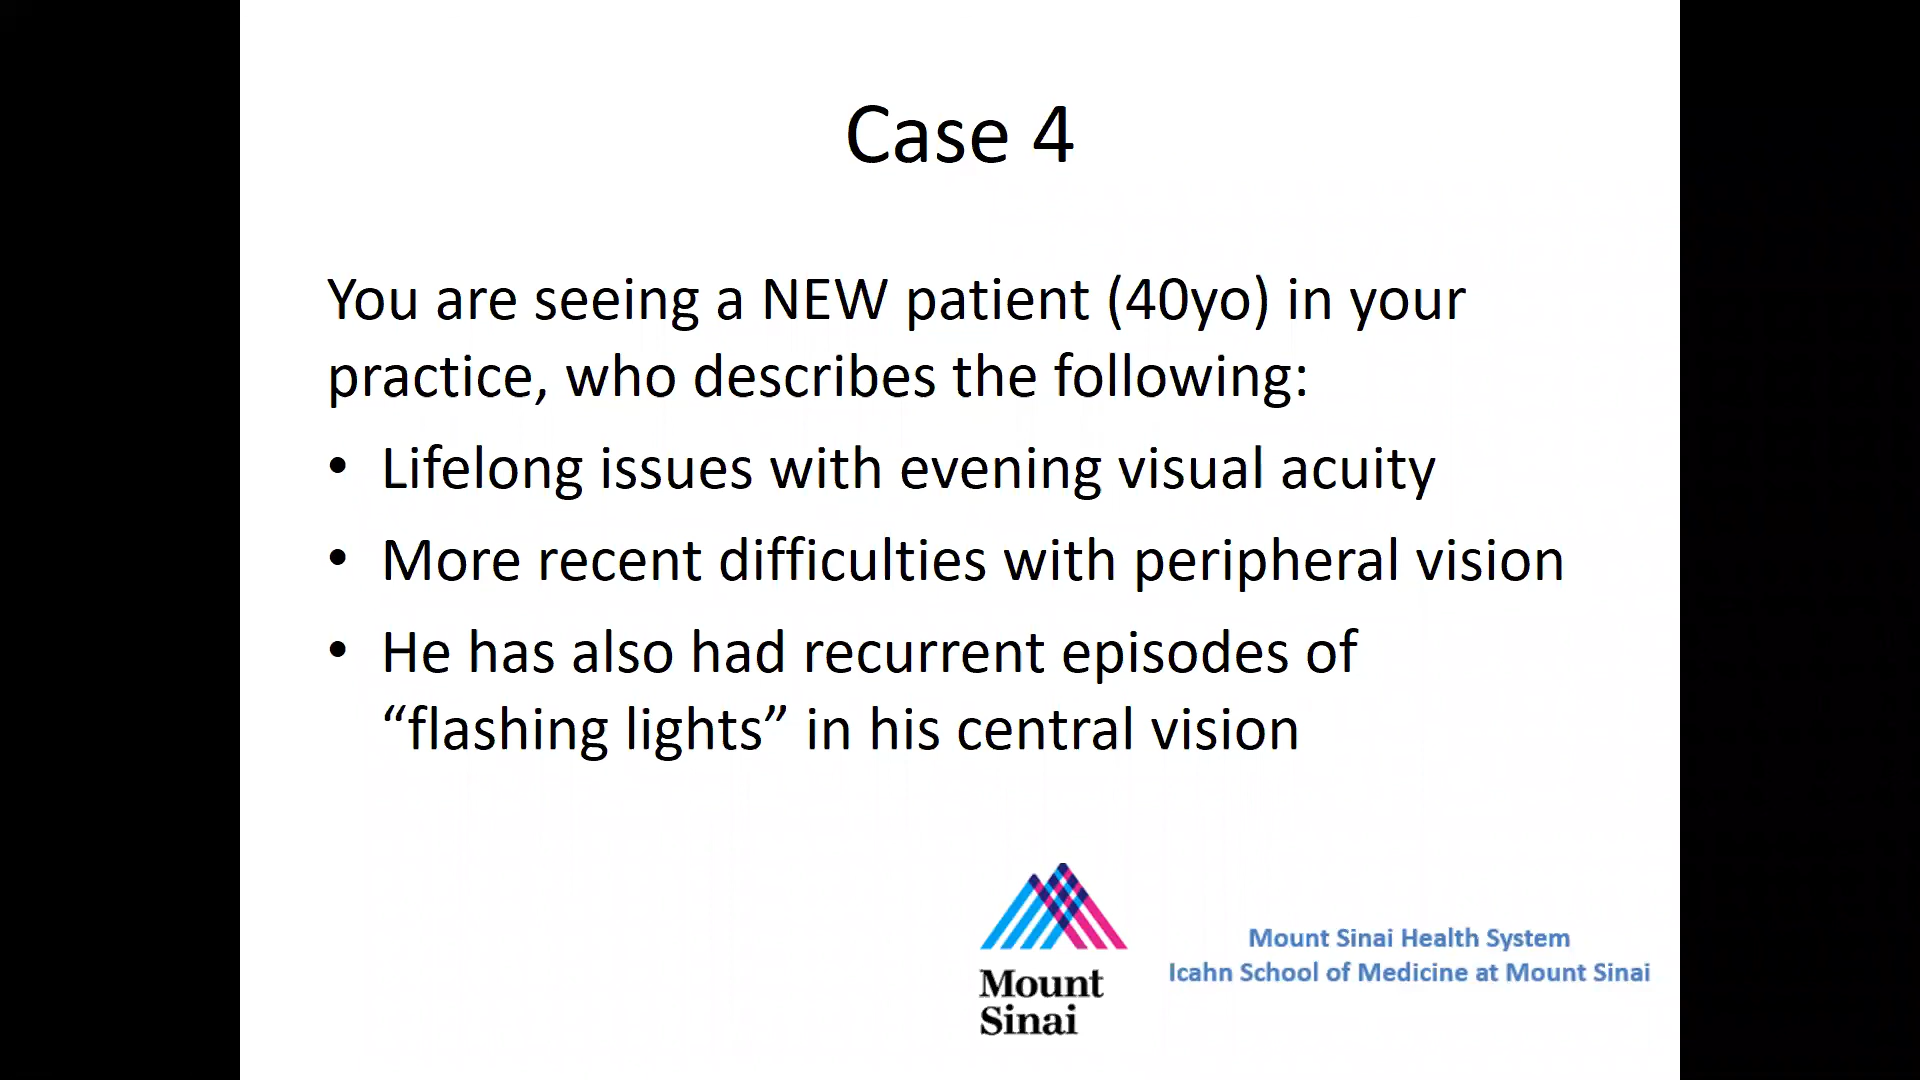 Case 4
You are seeing a NEW patient (40yo) in your
practice, who describes the following:
• Lifelong issues with evening visual acuity
• More recent difficulties with peripheral vision
• He has also had recurrent episodes of
“flashing lights” in his central vision
Mount
Sinai
Mount Sinai Health System
Icahn School of Medicine at Mount Sinai